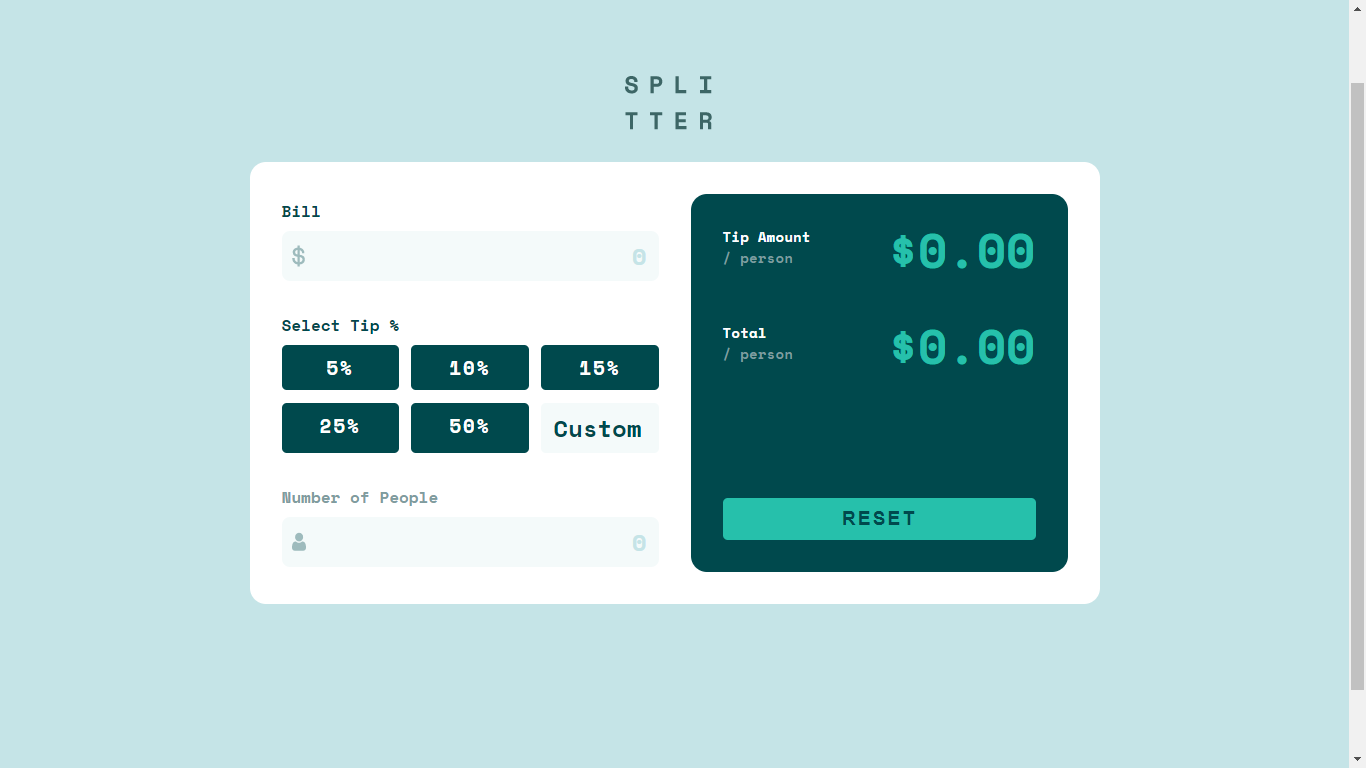 SPLI
TTER
Bill
$ 0
Select Tip %
5% 10% 15%
25% 50% Custom
Number of People
0
Tip Amount
/ person
$0.00
Total
/ person
$0.00
RESET